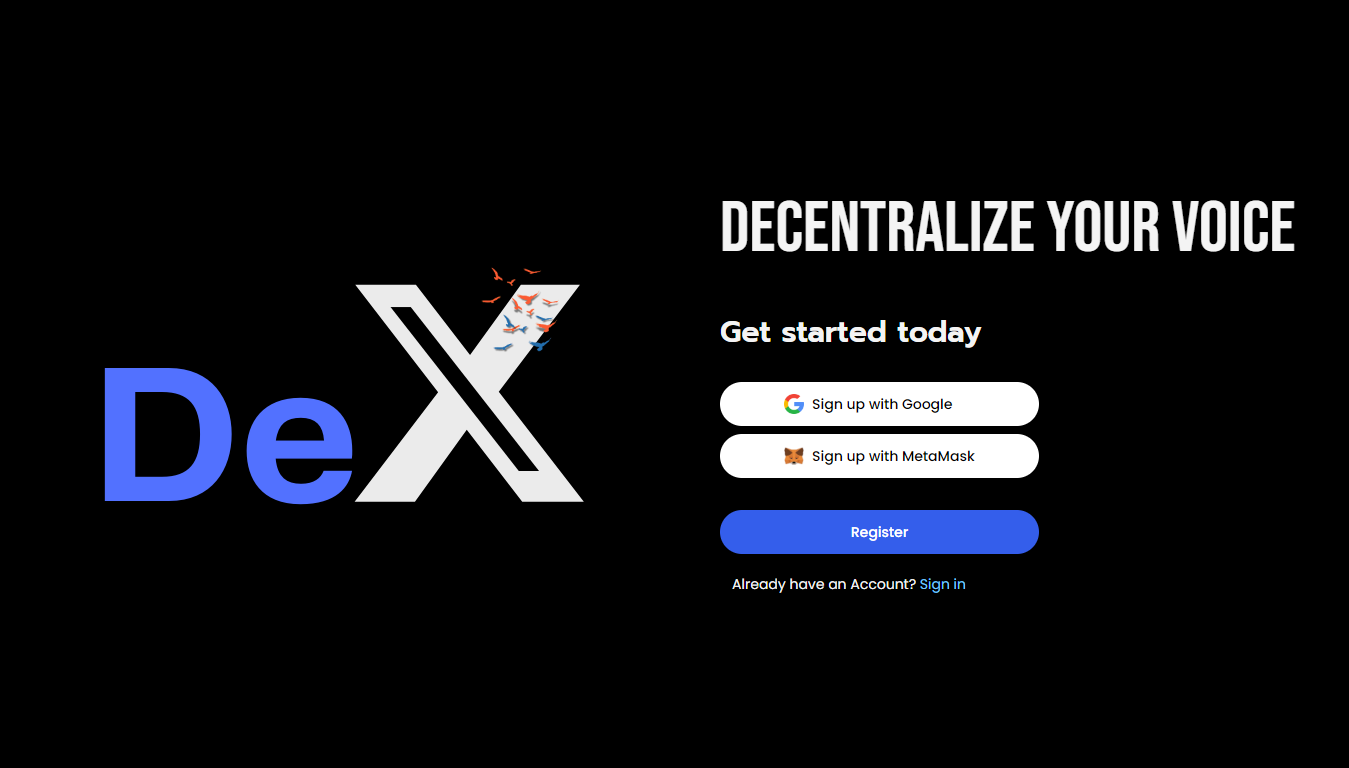 DeX
DECENTRALIZE YOUR VOICE
Get started today
Sign up with Google
Sign up with MetaMask
Register
Already have an Account? Sign in